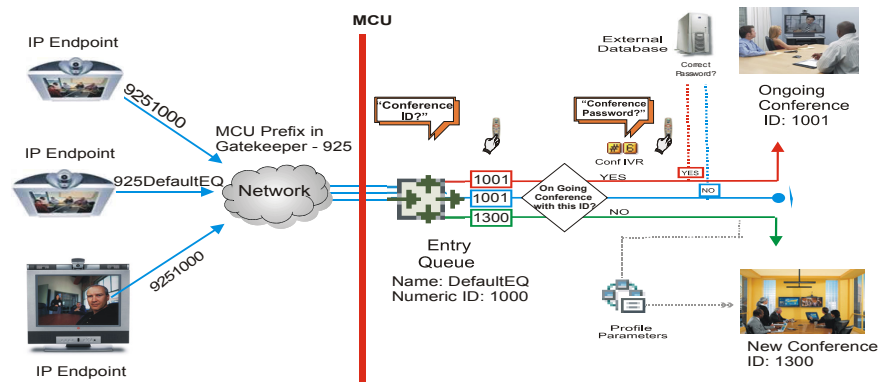 MCU
IP Endpoint
9251000
IP Endpoint
925DefaultEQ
9251000
IP Endpoint
MCU Prefix in
Gatekeeper - 925
Network
"Conference
ID?"
1001
1001
1300
Entry
Queue
Name: DefaultEQ
Numeric ID: 1000
"Conference
Password?"
# 6
Conf IVR
On Going
Conference
with this ID?
YES
NO
External
Database
Correct
Password?
YES
NO
Profile
Parameters
Ongoing
Conference
ID: 1001
New Conference
ID: 1300